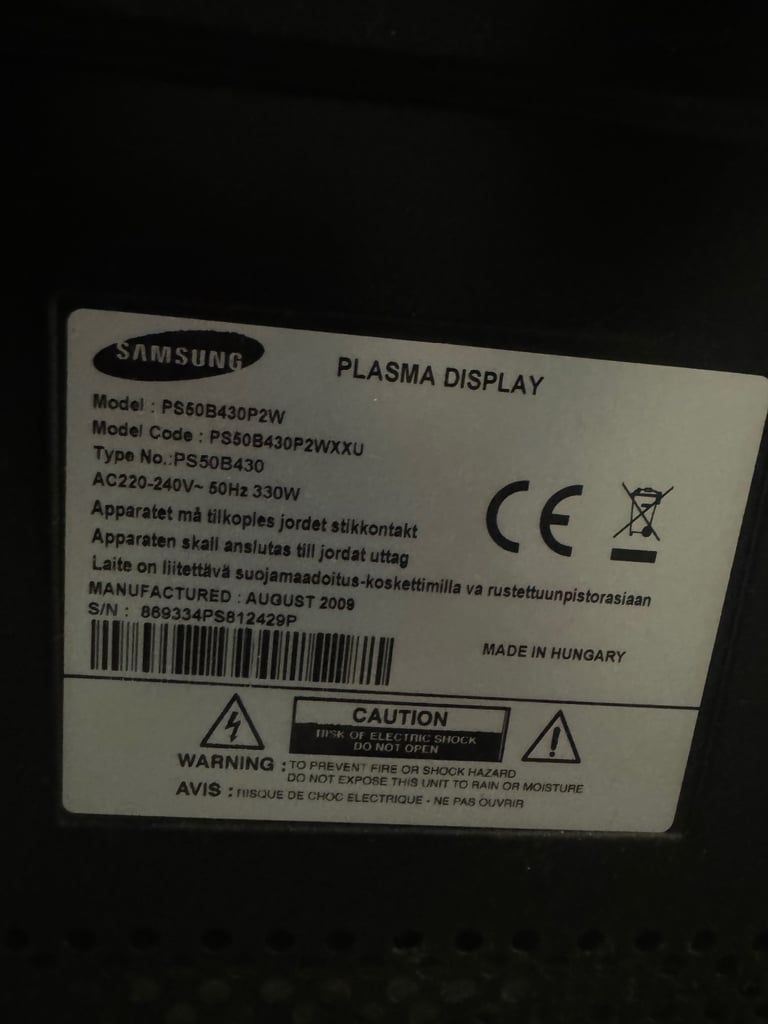 SAMSUNG
PLASMA DISPLAY
Model : PS50B430P2W
Model Code : PS50B430P2WXXU
Type No.:PS50B430
AC220-240V~ 50Hz 330W
Apparatet må tilkoples jordet stikkontakt
Apparaten skall anslutas till jordat uttag
Laite on liitettävä suojamaadoitus-koskettimilla va rustettuunpistorasiaan
MANUFACTURED : AUGUST 2009
S/N : 869334PS812429P
CE
MADE IN HUNGARY
CAUTION
RISK OF ELECTRIC SHOCK
DO NOT OPEN
WARNING : TO PREVENT FIRE OR SHOCK HAZARD
DO NOT EXPOSE THIS UNIT TO RAIN OR MOISTURE
AVIS : RISQUE DE CHOC ELECTRIQUE - NE PAS OUVRIR